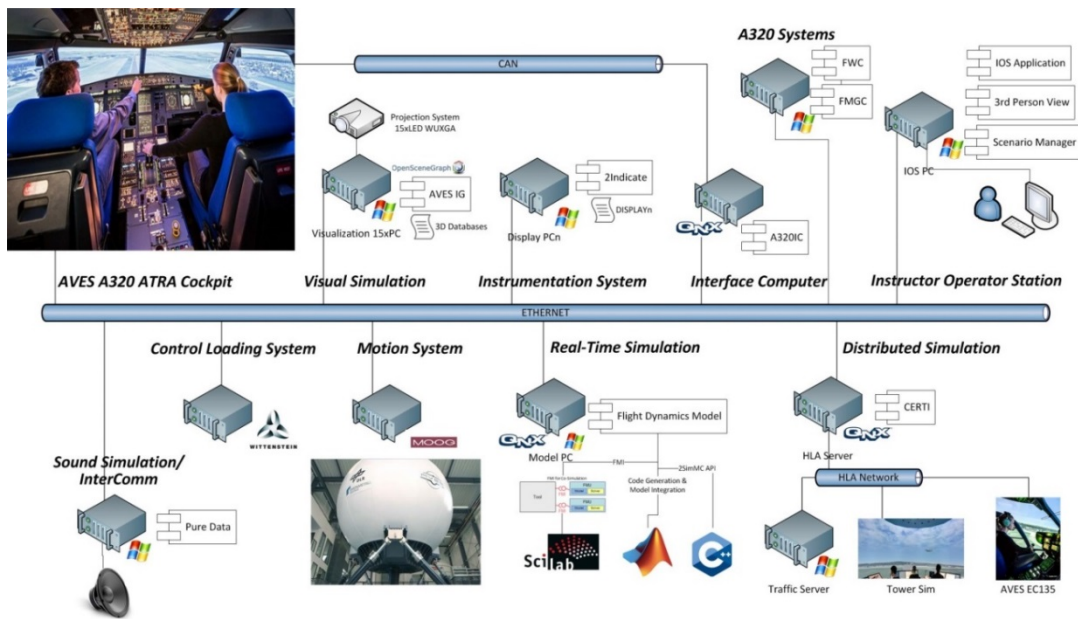 A320 Systems
CAN
FWC
FMGC
IOS Application
3rd Person View
Scenario Manager
IOS PC
Projection System
15xLED WUXGA
OpenSceneGraph
AVES IG
3D Databases
Visualization 15xPC
2Indicate
DISPLAYn
Display PCn
QNX
A320IC
AVES A320 ATRA Cockpit
Visual Simulation
Instrumentation System
Interface Computer
Instructor Operator Station
ETHERNET
Control Loading System
Motion System
Real-Time Simulation
Distributed Simulation
WITTENSTEIN
MOOG
QNX
Model PC
Flight Dynamics Model
CERTI
QNX
HLA Server
Sound Simulation/
InterComm
Pure Data
FMI
2SimMC API
Code Generation &
Model Integration
Tool
HLA Network
Scilab
Traffic Server
Tower Sim
AVES EC135